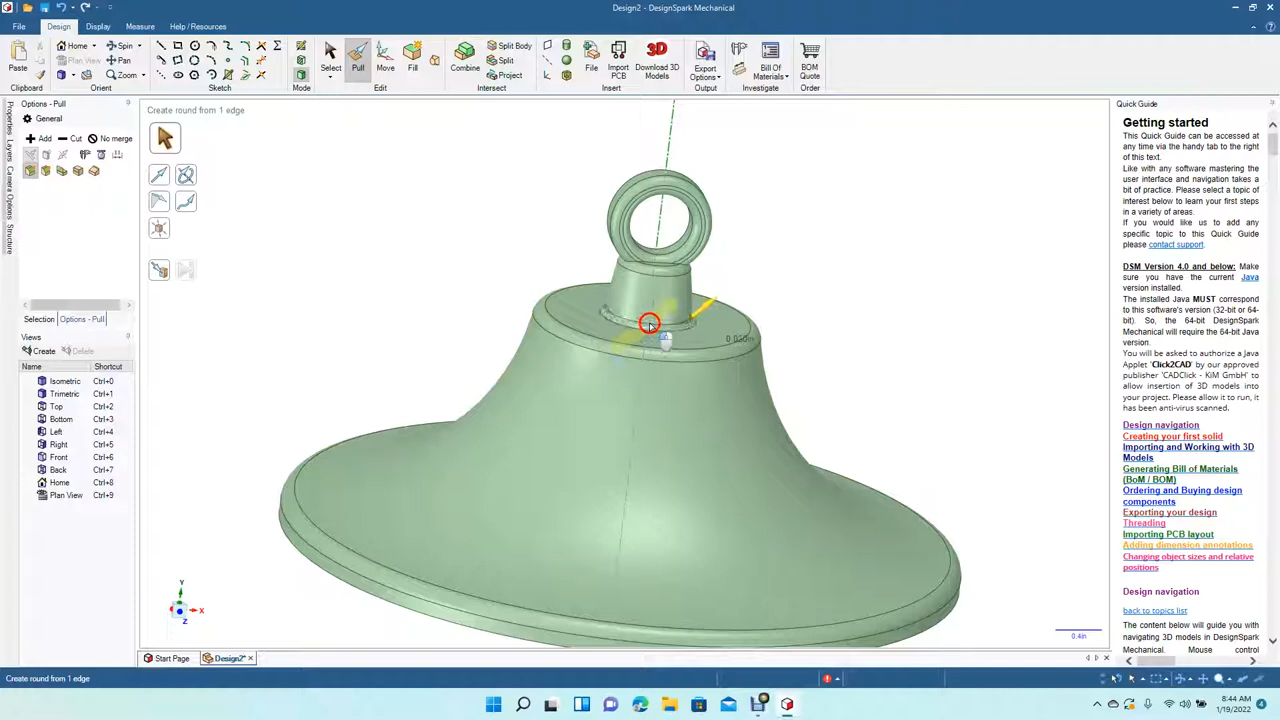 Design2 - DesignSpark Mechanical
File
Design
Display
Measure
Help / Resources
Paste
Home
Spin
Plan View
Pan
Zoom
Select
Pull
Move
Fill
Combine
Split Body
Split
Project
File
Import
PCB
Download 3D
Models
Export
Options
Bill Of
Materials
BOM
Quote
Clipboard
Orient
Sketch
Mode
Edit
Intersect
Insert
Output
Investigate
Order
Options - Pull
General
Add
Cut
No merge
Properties
Layers
Camera Options
Structure
Selection
Options - Pull
Views
Create
Delete
Name
Shortcut
Isometric Ctrl+0
Trimetric Ctrl+1
Top Ctrl+2
Bottom Ctrl+3
Left Ctrl+4
Right Ctrl+5
Front Ctrl+6
Back Ctrl+7
Home Ctrl+8
Plan View Ctrl+9
Create round from 1 edge
Y
X
Z
0.4in
Quick Guide
Getting started
This Quick Guide can be accessed at
any time via the handy tab to the right
of this text.
Like with any software mastering the
user interface and navigation takes a
bit of practice. Please select a topic of
interest below to learn your first steps
in a variety of areas.
If you would like us to add any
specific topic to this Quick Guide
please contact support.
DSM Version 4.0 and below: Make
sure you have the current Java
version installed.
The installed Java MUST correspond
to this software's version (32-bit or 64-
bit). So, the 64-bit DesignSpark
Mechanical will require the 64-bit Java
version.
You will be asked to authorize a Java
Applet 'Click2CAD' by our approved
publisher 'CADClick - KiM GmbH' to
allow insertion of 3D models into
your project. Please allow it to run, it
has been anti-virus scanned.
Design navigation
Creating your first solid
Importing and Working with 3D
Models
Generating Bill of Materials
(BoM / BOM)
Ordering and Buying design
components
Exporting your design
Threading
Importing PCB layout
Adding dimension annotations
Changing object sizes and relative
positions
Design navigation
back to topics list
The content below will guide you with
navigating 3D models in DesignSpark
Mechanical. Mouse control
Start Page
Design2*
Create round from 1 edge
8:44 AM
1/19/2022